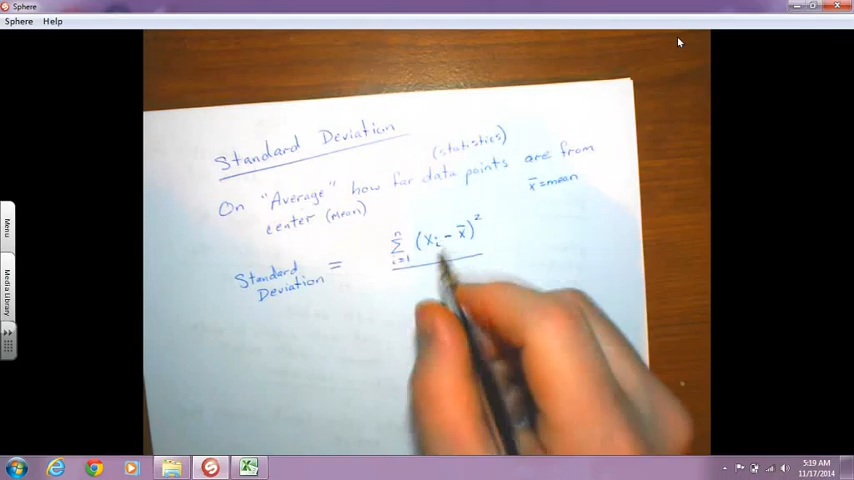 Sphere
Sphere Help
Standard Deviation
(statistics)
On "Average" how far data points are from
center (mean)
x̄ = mean
Standard Deviation = n Σ i=1 (xᵢ - x̄)²
Menu
Media Library
5:19 AM
11/17/2014